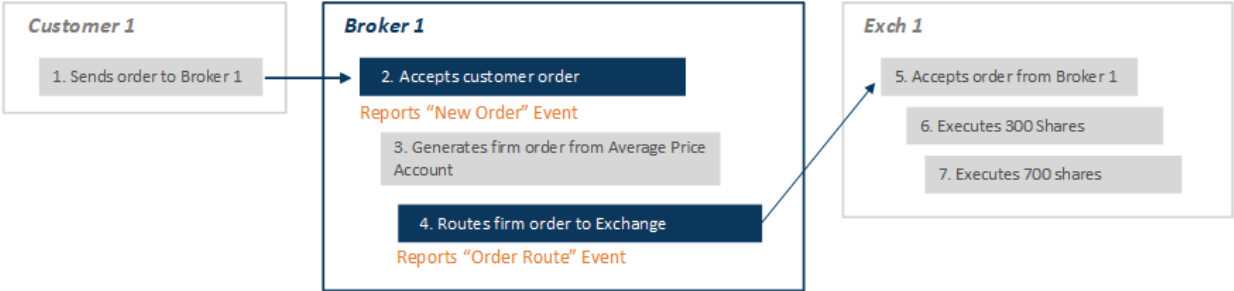 Customer 1
1. Sends order to Broker 1
Broker 1
2. Accepts customer order
Reports “New Order” Event
3. Generates firm order from Average Price
Account
4. Routes firm order to Exchange
Reports “Order Route” Event
Exch 1
5. Accepts order from Broker 1
6. Executes 300 Shares
7. Executes 700 shares